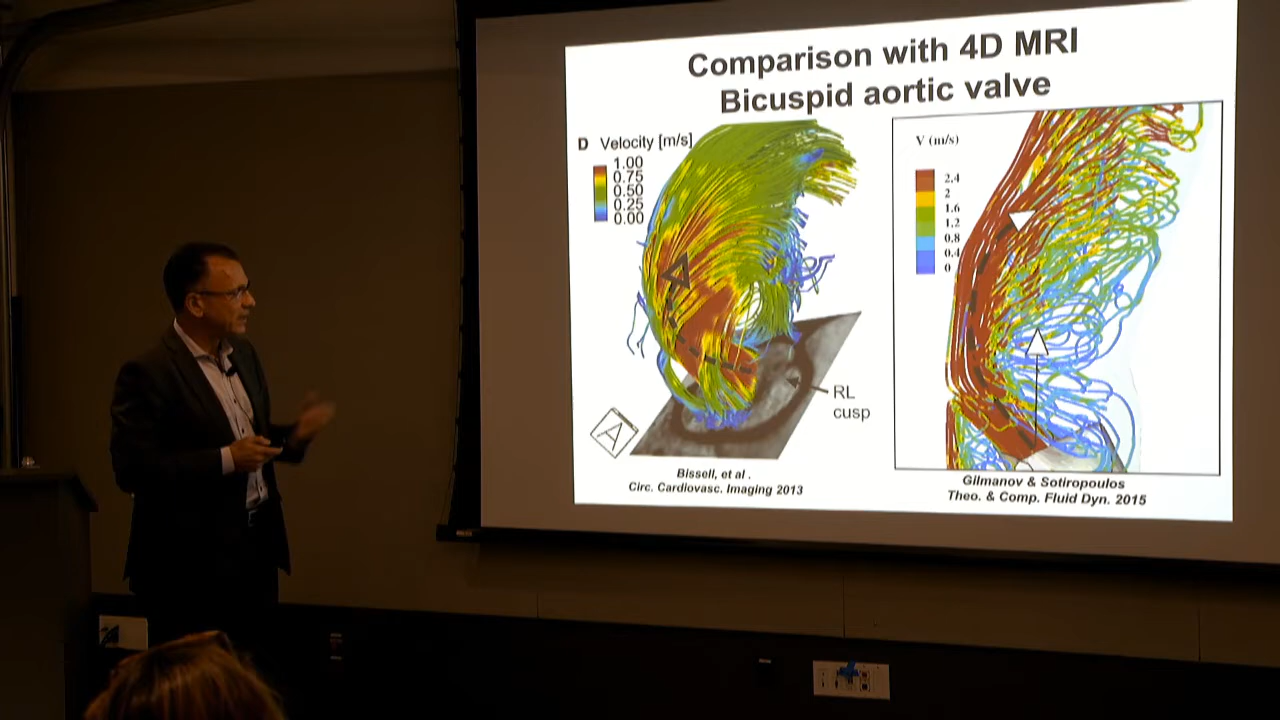 Comparison with 4D MRI
Bicuspid aortic valve
D Velocity [m/s]
1.00
0.75
0.50
0.25
0.00
RL
cusp
A
Bissell, et al .
Circ. Cardiovasc. Imaging 2013
V (m/s)
2.4
2
1.6
1.2
0.8
0.4
0
Gilmanov & Sotiropoulos
Theo. & Comp. Fluid Dyn. 2015